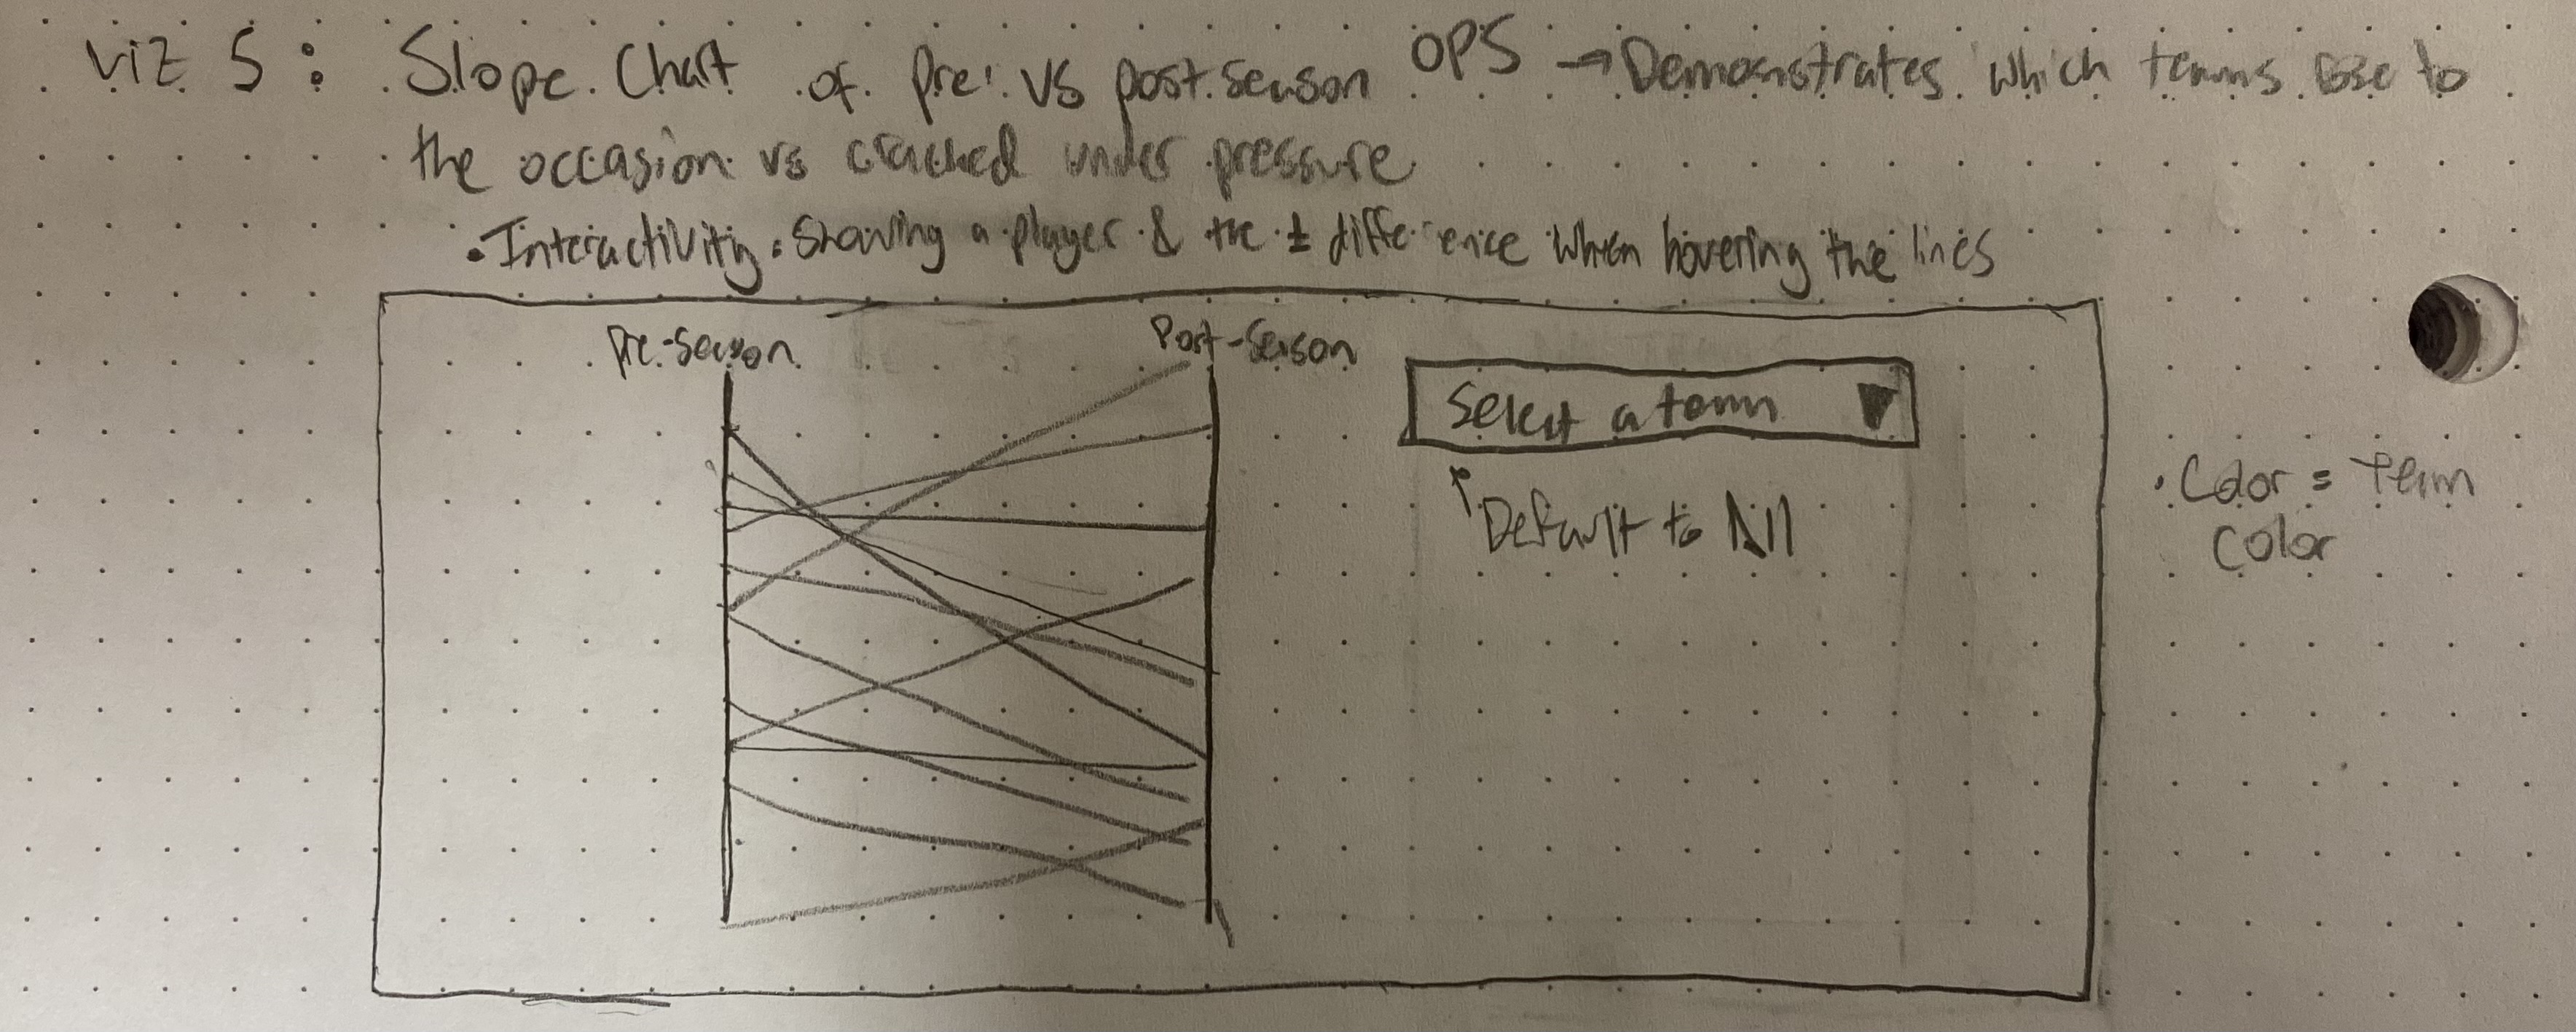 Viz 5: Slope Chart of Pre vs post season OPS → Demonstrates which teams rose to
the occasion vs cracked under pressure
• Interactivity: Showing a player & the ± difference when hovering the lines
Pre-Season
Post-Season
Select a team ▼
Default to All
• Color = Team
Color